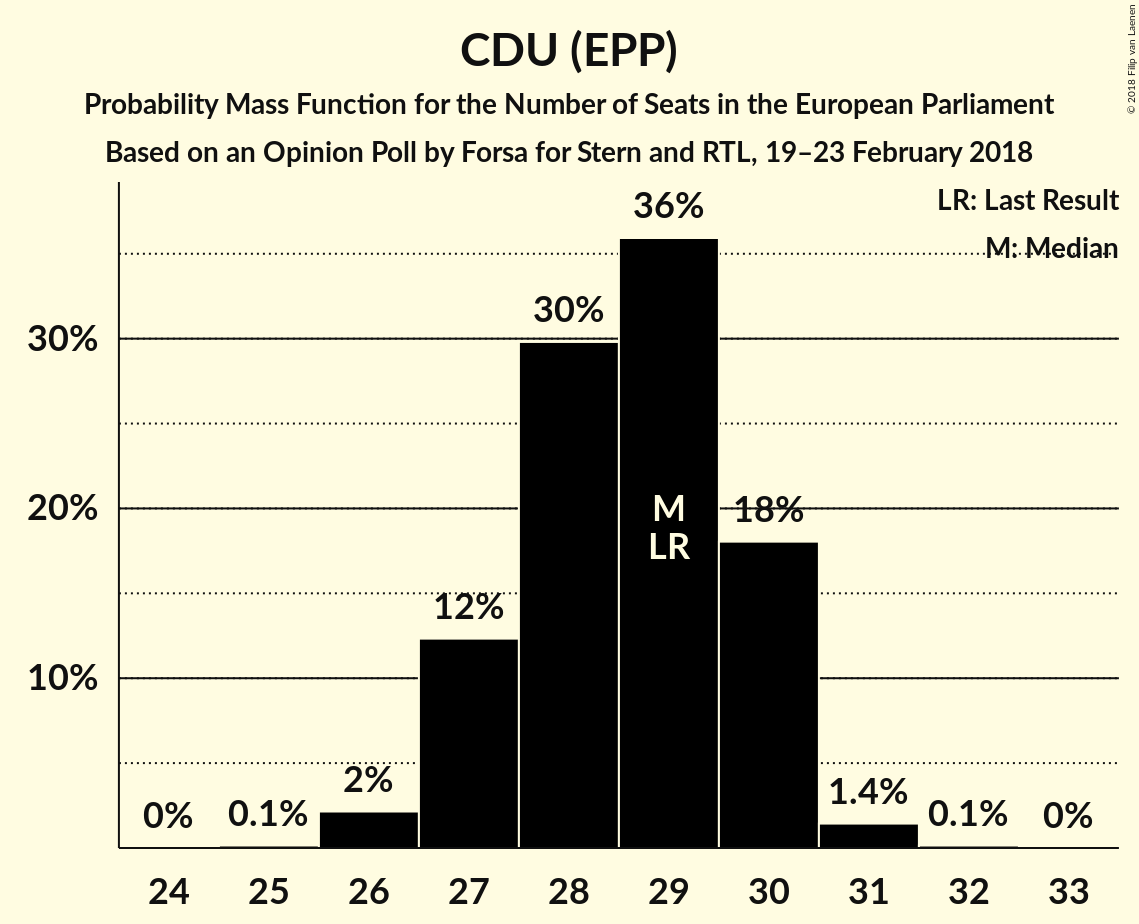 CDU (EPP)
Probability Mass Function for the Number of Seats in the European Parliament
Based on an Opinion Poll by Forsa for Stern and RTL, 19–23 February 2018
© 2018 Filip van Laenen
LR: Last Result
M: Median
36%
30%
18%
12%
2%
1.4%
0%
0.1%
0.1%
0%
M
LR
30%
20%
10%
24 25 26 27 28 29 30 31 32 33